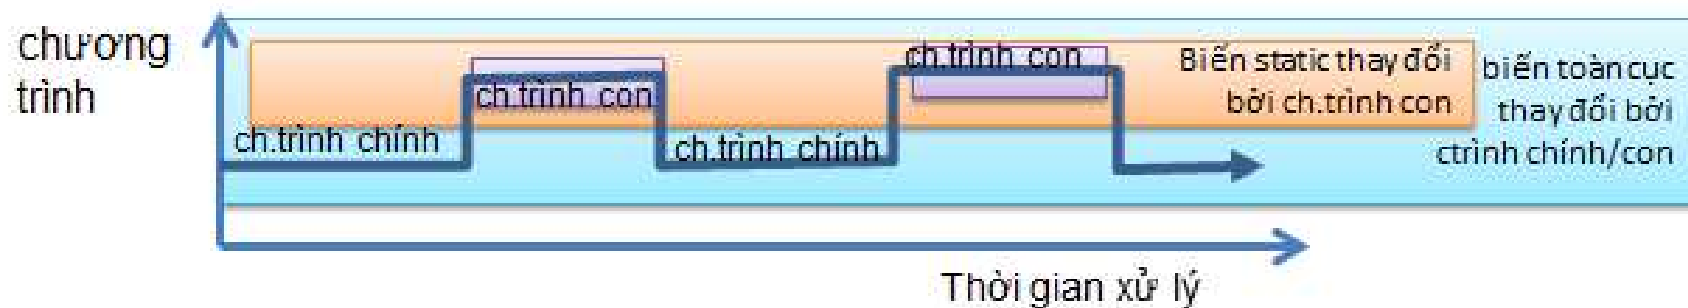 chương
trình
ch.trình chính
ch.trình con
ch.trình chính
ch.trình con
Biến static thay đổi
bởi ch.trình con
biến toàn cục
thay đổi bởi
ctrình chính/con
Thời gian xử lý